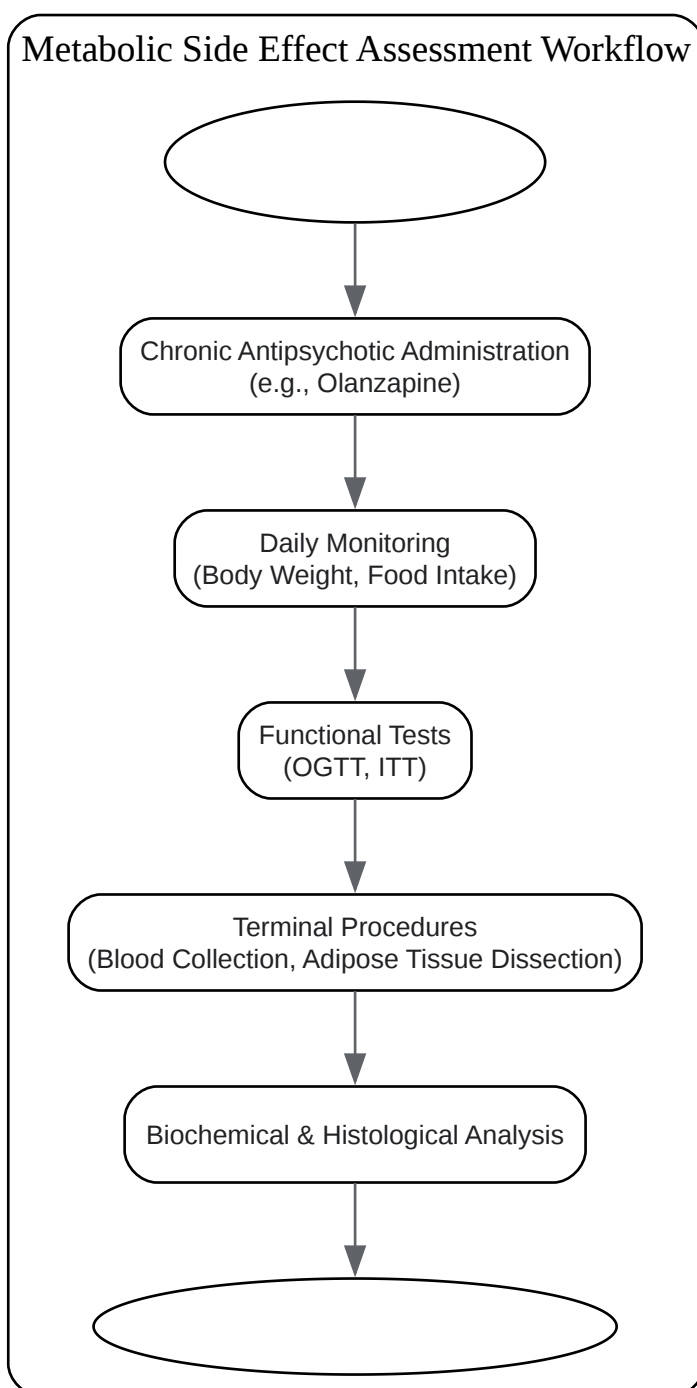 Metabolic Side Effect Assessment Workflow
Chronic Antipsychotic Administration
(e.g., Olanzapine)
Daily Monitoring
(Body Weight, Food Intake)
Functional Tests
(OGTT, ITT)
Terminal Procedures
(Blood Collection, Adipose Tissue Dissection)
Biochemical & Histological Analysis